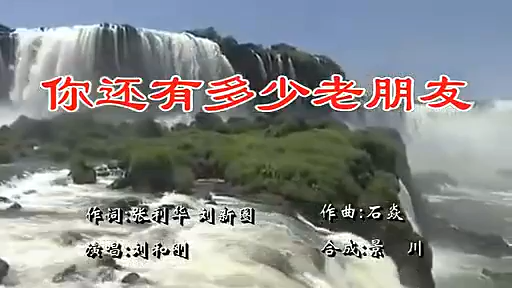 你还有多少老朋友
作词:张利华 刘新图
作曲:石焱
演唱:刘和刚
合成:景 川